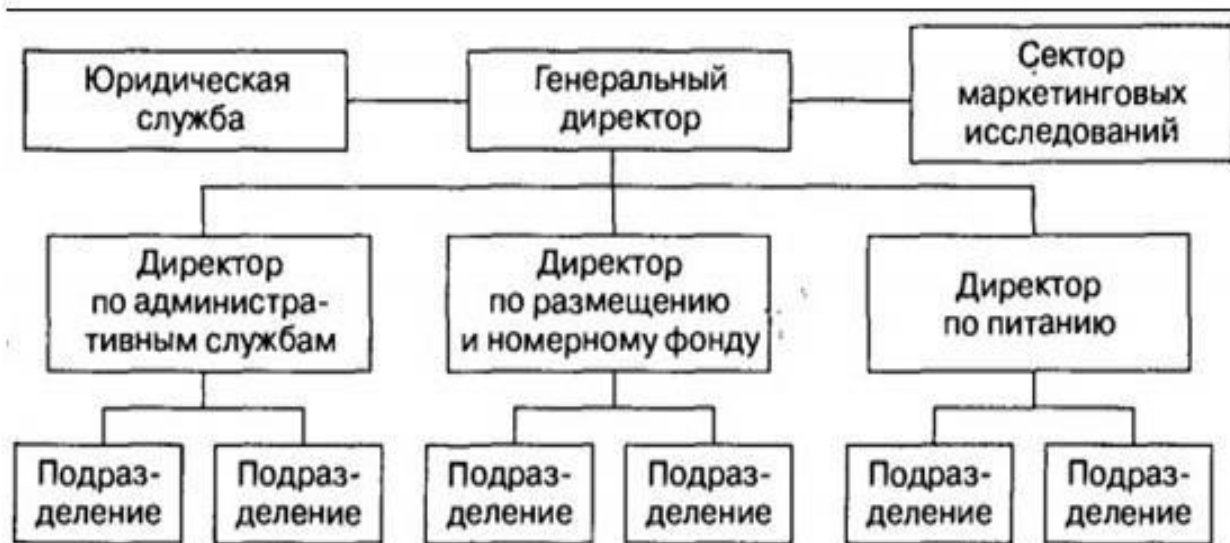 Юридическая
служба
Генеральный
директор
Сектор
маркетинговых
исследований
Директор
по администра-
тивным службам
Директор
по размещению
и номерному фонду
Директор
по питанию
Подраз-
деление
Подраз-
деление
Подраз-
деление
Подраз-
деление
Подраз-
деление
Подраз-
деление